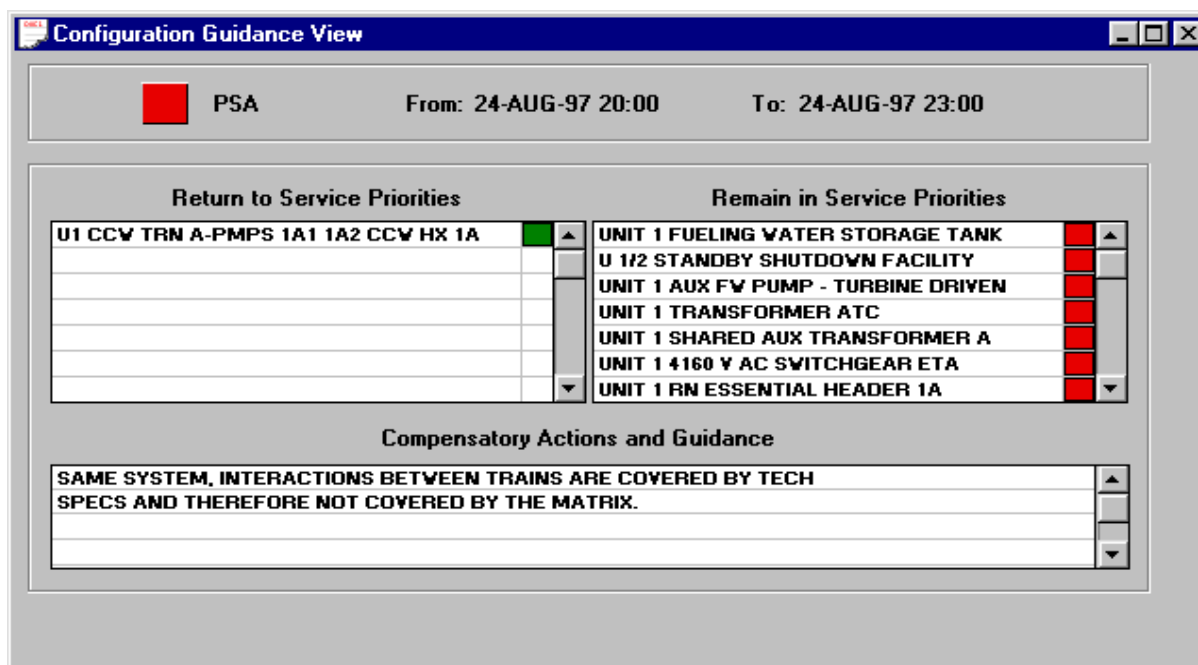 Configuration Guidance View
PSA From: 24-AUG-97 20:00 To: 24-AUG-97 23:00
Return to Service Priorities
U1 CCW TRN A-PMPS 1A1 1A2 CCW HX 1A
Remain in Service Priorities
UNIT 1 FUELING WATER STORAGE TANK
U 1/2 STANDBY SHUTDOWN FACILITY
UNIT 1 AUX FW PUMP - TURBINE DRIVEN
UNIT 1 TRANSFORMER ATC
UNIT 1 SHARED AUX TRANSFORMER A
UNIT 1 4160 V AC SWITCHGEAR ETA
UNIT 1 RN ESSENTIAL HEADER 1A
Compensatory Actions and Guidance
SAME SYSTEM, INTERACTIONS BETWEEN TRAINS ARE COVERED BY TECH
SPECS AND THEREFORE NOT COVERED BY THE MATRIX.